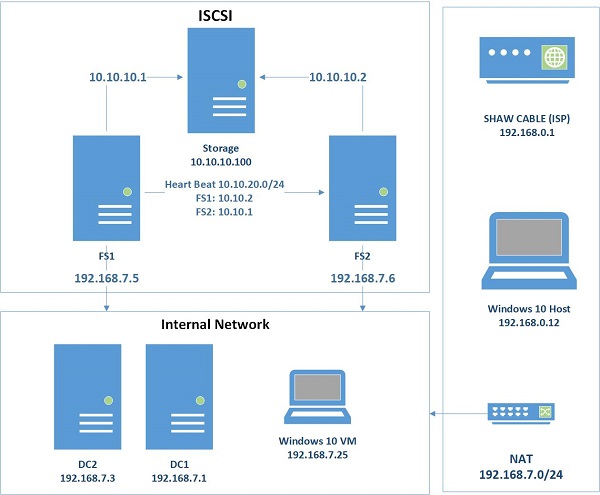 ISCSI
10.10.10.1
10.10.10.2
Storage
10.10.10.100
Heart Beat 10.10.20.0/24
FS1: 10.10.2
FS2: 10.10.1
FS1
FS2
192.168.7.5
192.168.7.6
Internal Network
DC2
192.168.7.3
DC1
192.168.7.1
Windows 10 VM
192.168.7.25
SHAW CABLE (ISP)
192.168.0.1
Windows 10 Host
192.168.0.12
NAT
192.168.7.0/24